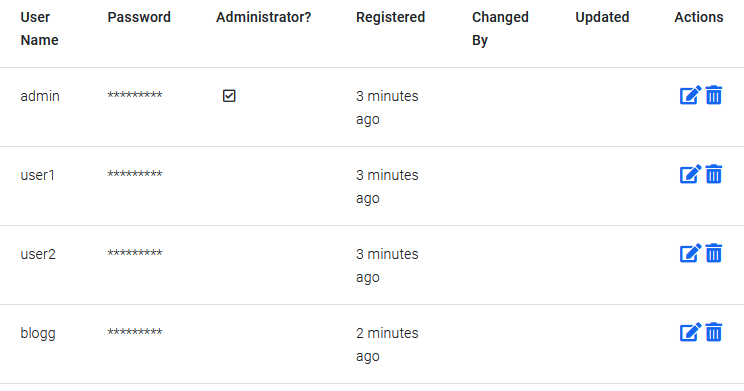 User Name Password Administrator? Registered Changed By Updated Actions
admin ********* 3 minutes ago
user1 ********* 3 minutes ago
user2 ********* 3 minutes ago
blogg ********* 2 minutes ago